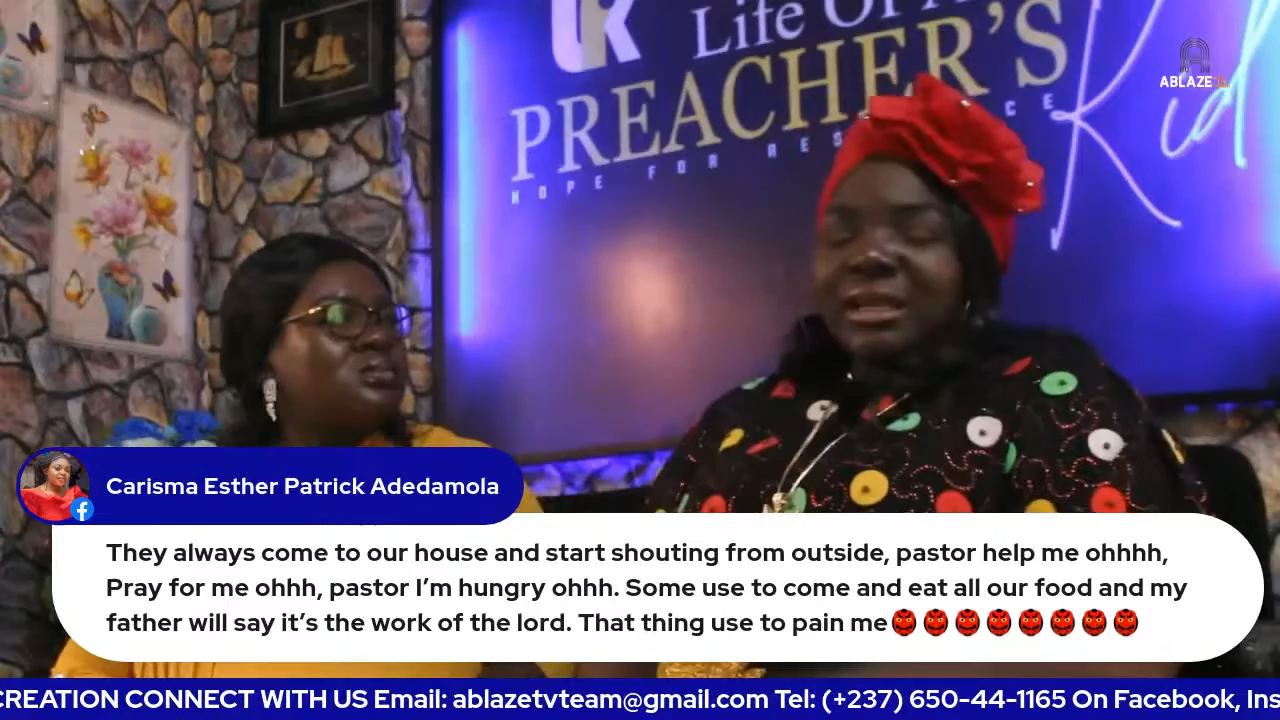 Life Of A
PREACHER'S
Kid
HOPE FOR RES CE
ABLAZE
Carisma Esther Patrick Adedamola
They always come to our house and start shouting from outside, pastor help me ohhhh,
Pray for me ohhh, pastor I'm hungry ohhh. Some use to come and eat all our food and my
father will say it's the work of the lord. That thing use to pain me👹👹👹👹👹👹👹👹
CREATION CONNECT WITH US Email: ablazetvteam@gmail.com Tel: (+237) 650-44-1165 On Facebook, Ins